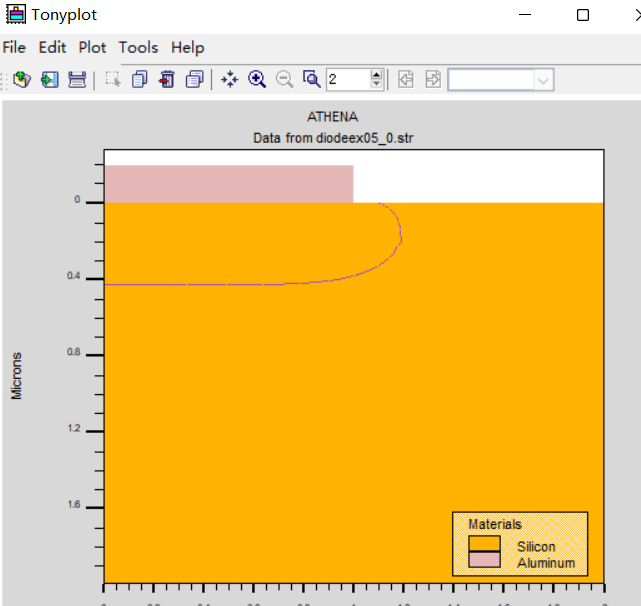 Tonyplot
File Edit Plot Tools Help
2
ATHENA
Data from diodeex05_0.str
0
0.4
0.8
1.2
1.6
Microns
Materials
Silicon
Aluminum